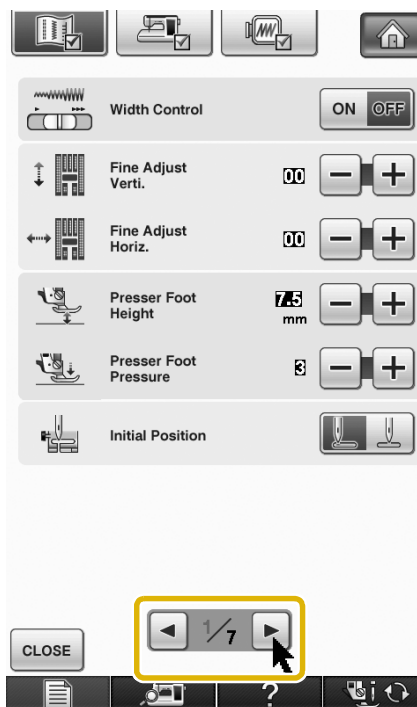 Width Control
ON OFF
Fine Adjust
Verti.
00
Fine Adjust
Horiz.
00
Presser Foot
Height
7.5
mm
Presser Foot
Pressure
3
Initial Position
1/7
CLOSE
?